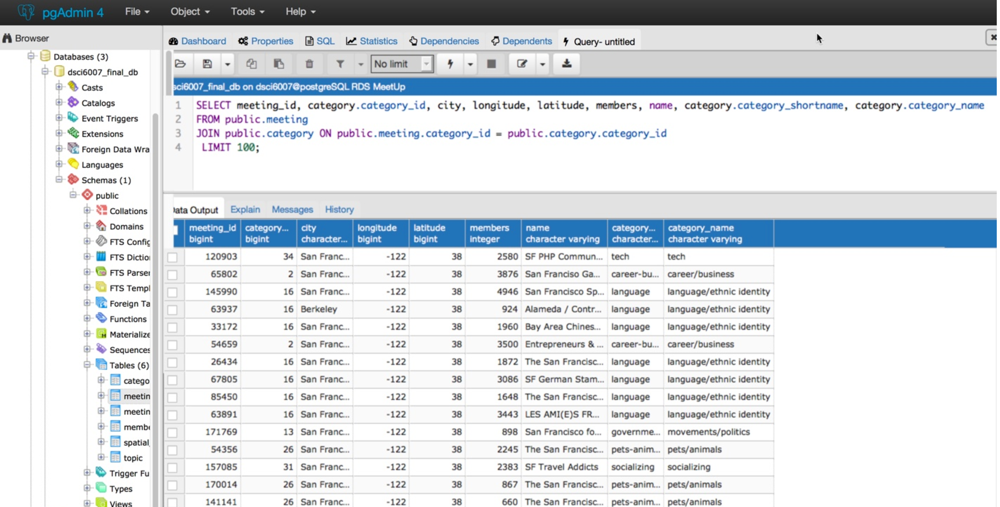 pgAdmin 4 File Object Tools Help
Browser
Dashboard Properties SQL Statistics Dependencies Dependents Query- untitled
No limit
sci6007_final_db on dsci6007@postgreSQL RDS MeetUp
Databases (3)
dsci6007_final_db
Casts
Catalogs
Event Triggers
Extensions
Foreign Data Wra
Languages
Schemas (1)
public
Collations
Domains
FTS Config
FTS Dictio
FTS Parser
FTS Templ
Foreign Ta
Functions
Materialize
Sequences
Tables (6)
catego
meetin
meetin
membe
spatial_
topic
Trigger Fu
Types
Views
1 SELECT meeting_id, category.category_id, city, longitude, latitude, members, name, category.category_shortname, category.category_name
2 FROM public.meeting
3 JOIN public.category ON public.meeting.category_id = public.category.category_id
4 LIMIT 100;
Data Output Explain Messages History
meeting_id category... city longitude latitude members name category... category_name
bigint bigint character... bigint bigint integer character varying character... character varying
120903 34 San Franc... -122 38 2580 SF PHP Commun... tech tech
65802 2 San Franc... -122 38 3876 San Franciso Ga... career-bu... career/business
145990 16 San Franc... -122 38 4946 San Francisco Sp... language language/ethnic identity
63937 16 Berkeley -122 38 924 Alameda / Contr... language language/ethnic identity
33172 16 San Franc... -122 38 1960 Bay Area Chines... language language/ethnic identity
54659 2 San Franc... -122 38 3500 Entrepreneurs & ... career-bu... career/business
26434 16 San Franc... -122 38 1872 The San Francisc... language language/ethnic identity
67805 16 San Franc... -122 38 3086 SF German Stam... language language/ethnic identity
85450 16 San Franc... -122 38 1648 The San Francisc... language language/ethnic identity
63891 16 San Franc... -122 38 3443 LES AMI(E)S FR... language language/ethnic identity
171769 13 San Franc... -122 38 898 San Francisco fo... governme... movements/politics
54356 26 San Franc... -122 38 2245 The San Francisc... pets-anim... pets/animals
157085 31 San Franc... -122 38 2383 SF Travel Addicts socializing socializing
170014 26 San Franc... -122 38 867 The San Francisc... pets-anim... pets/animals
141141 26 San Franc... -122 38 660 The San Francisc... pets-anim... pets/animals